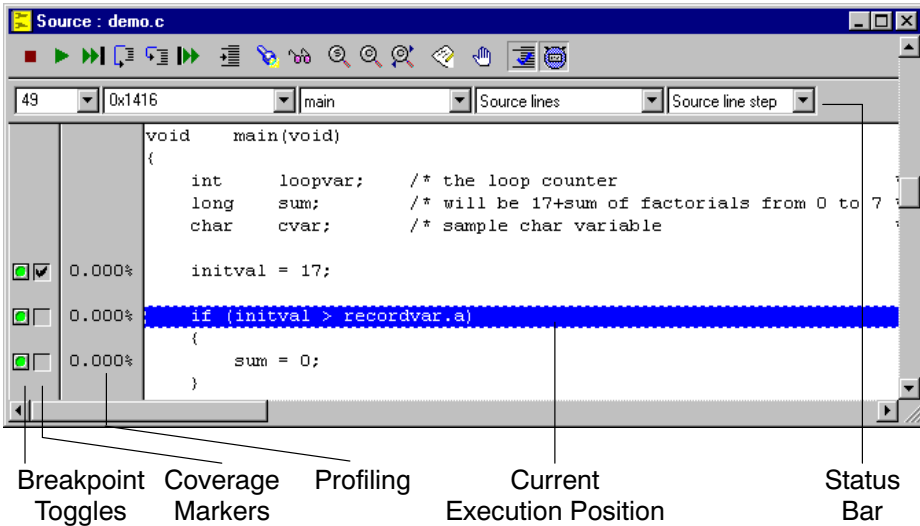 Source : demo.c
49 0x1416 main Source lines Source line step
void main(void)
{
int loopvar; /* the loop counter *
long sum; /* will be 17+sum of factorials from 0 to 7 *
char cvar; /* sample char variable *
0.000% initval = 17;
0.000% if (initval > recordvar.a)
{
0.000% sum = 0;
}
Breakpoint Toggles
Coverage Markers
Profiling
Current Execution Position
Status Bar